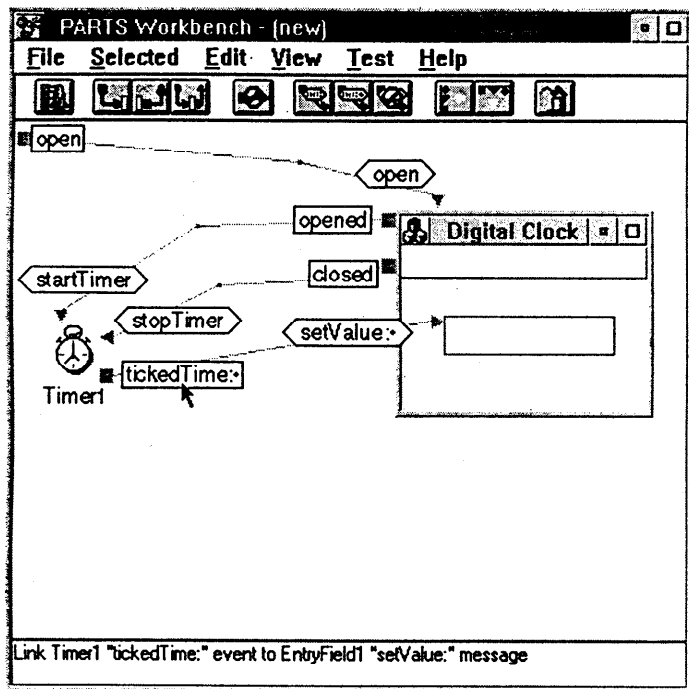 PARTS Workbench - (new)
File Selected Edit View Test Help
open
open
opened
Digital Clock
closed
startTimer
stopTimer
setValue:
tickedTime:
Timer1
Link Timer1 "tickedTime:" event to EntryField1 "setValue:" message